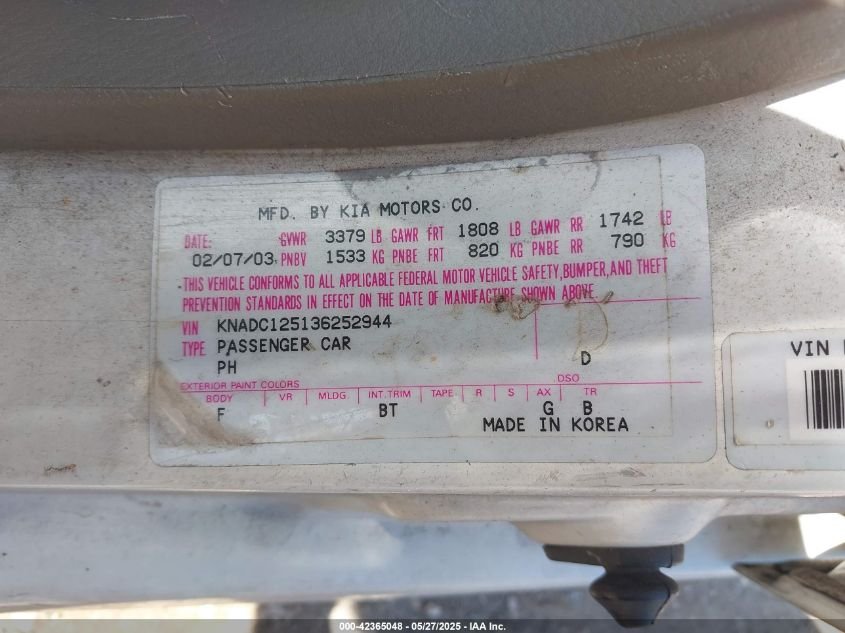 MFD. BY KIA MOTORS CO.
DATE: GVWR 3379 LB GAWR FRT 1808 LB GAWR RR 1742 LB
02/07/03 PNBV 1533 KG PNBE FRT 820 KG PNBE RR 790 KG
THIS VEHICLE CONFORMS TO ALL APPLICABLE FEDERAL MOTOR VEHICLE SAFETY,BUMPER,AND THEFT
PREVENTION STANDARDS IN EFFECT ON THE DATE OF MANUFACTURE SHOWN ABOVE.
VIN KNADC125136252944
TYPE PASSENGER CAR
PH D
EXTERIOR PAINT COLORS DSO
BODY VR MLDG INT.TRIM TAPE R S AX TR
F BT G B
MADE IN KOREA
VIN
000-42365048 - 05/27/2025 - IAA Inc.